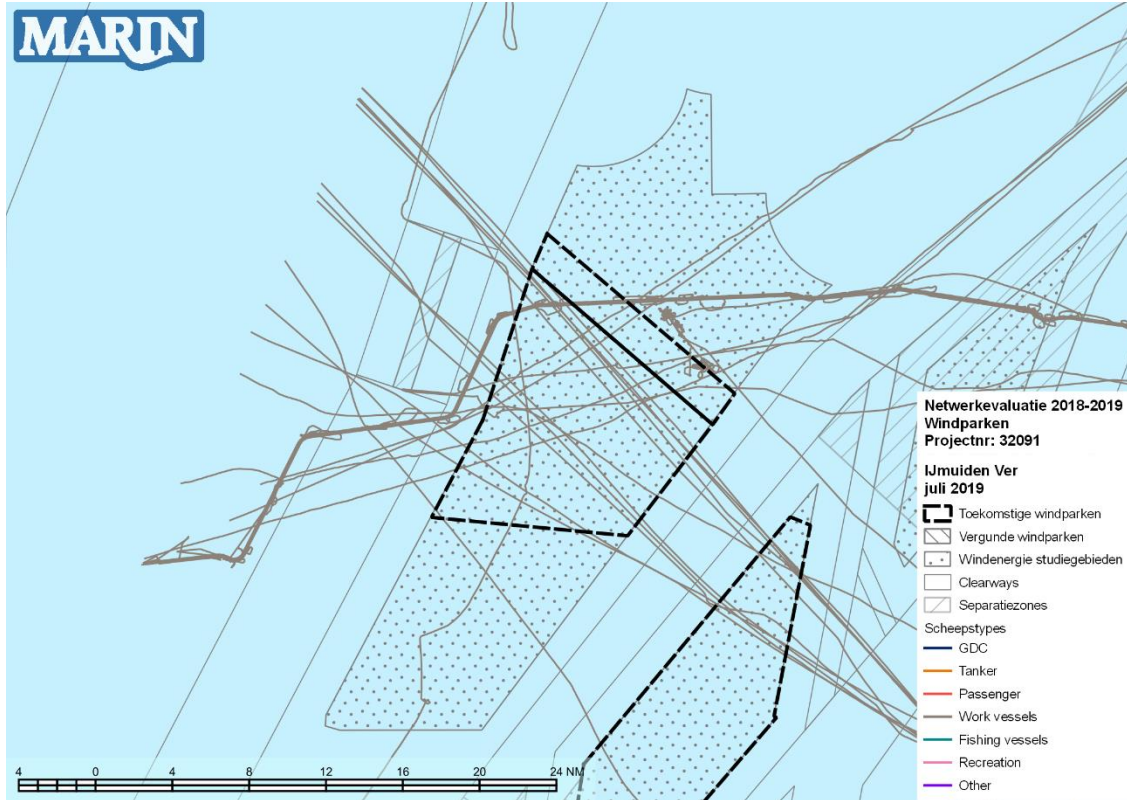 MARIN
Netwerkevaluatie 2018-2019
Windparken
Projectnr: 32091
IJmuiden Ver
juli 2019
Toekomstige windparken
Vergunde windparken
Windenergie studiegebieden
Clearways
Separatiezones
Scheepstypes
GDC
Tanker
Passenger
Work vessels
Fishing vessels
Recreation
Other
4 0 4 8 12 16 20 24 NM